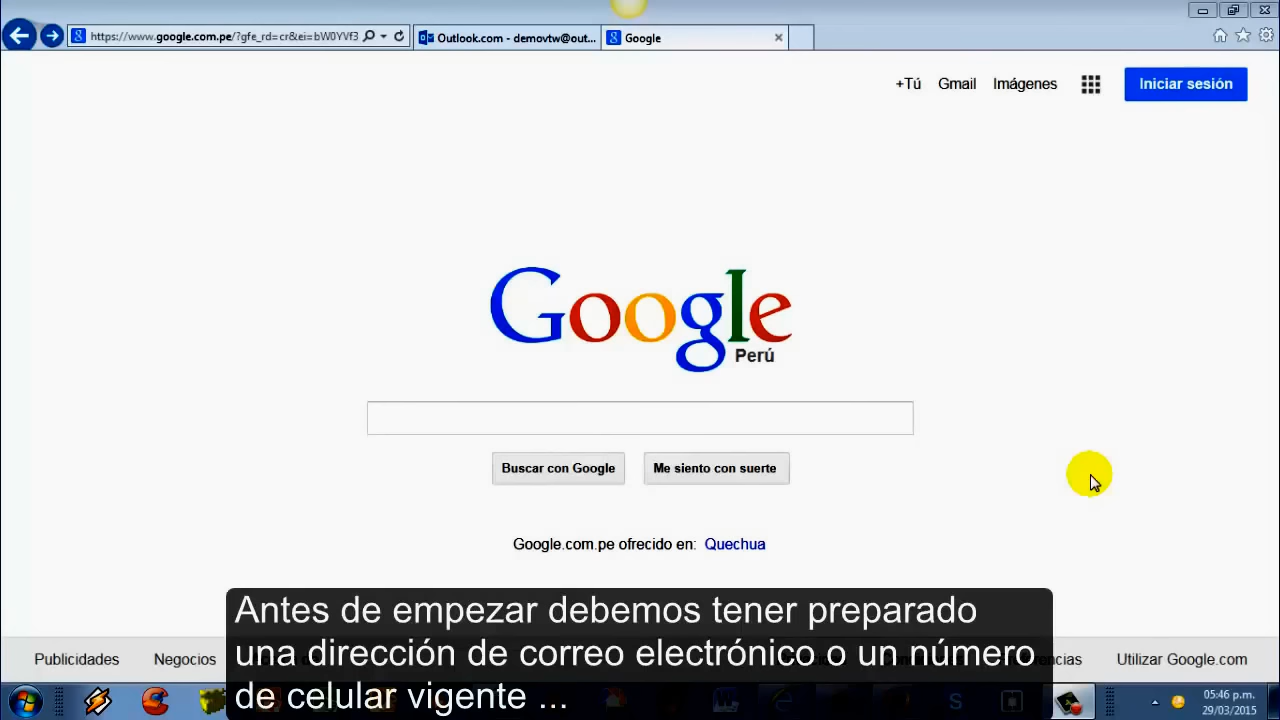 https://www.google.com.pe/?gfe_rd=cr&ei=bW0YVf3
Outlook.com - demovtw@out...
Google
+Tú Gmail Imágenes Iniciar sesión
Google
Perú
Buscar con Google Me siento con suerte
Google.com.pe ofrecido en: Quechua
Antes de empezar debemos tener preparado
una dirección de correo electrónico o un número
de celular vigente ...
Publicidades Negocios Utilizar Google.com
05:46 p.m.
29/03/2015